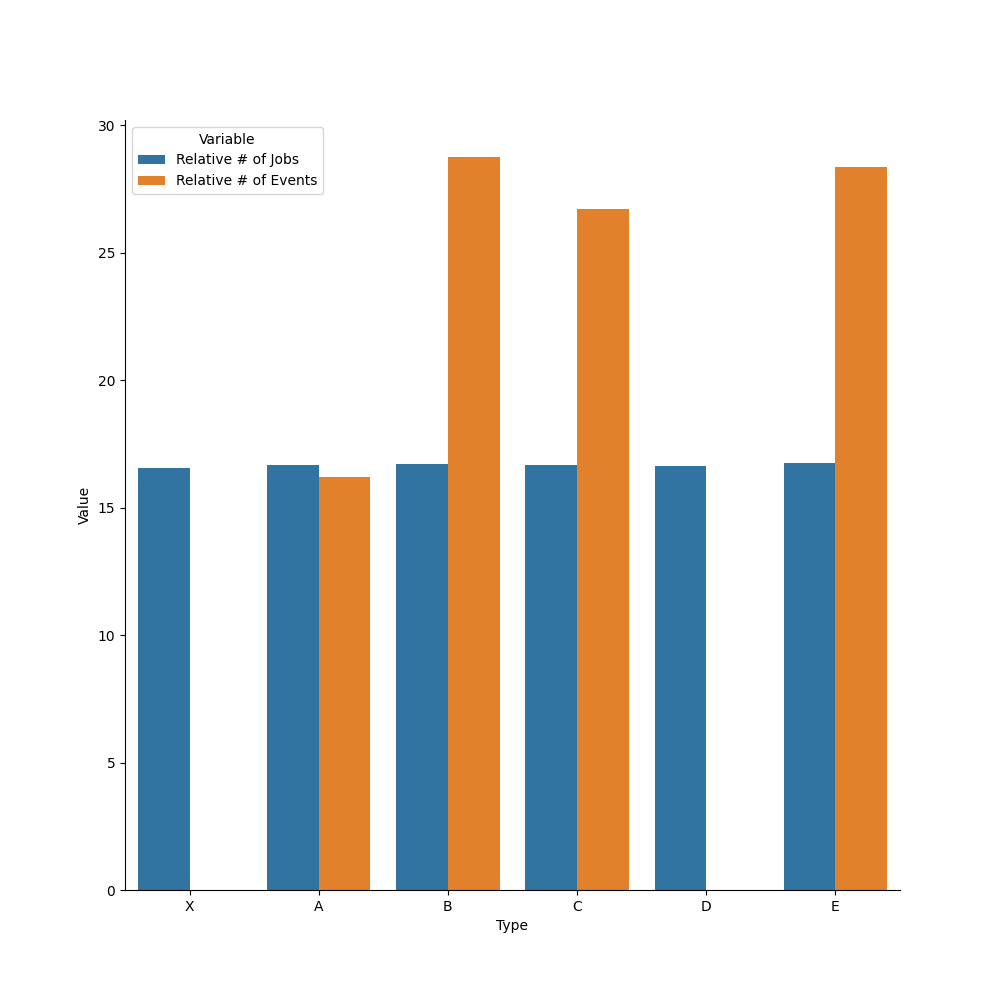 Variable
Relative # of Jobs
Relative # of Events
30
25
20
15
10
5
0
Value
X A B C D E
Type